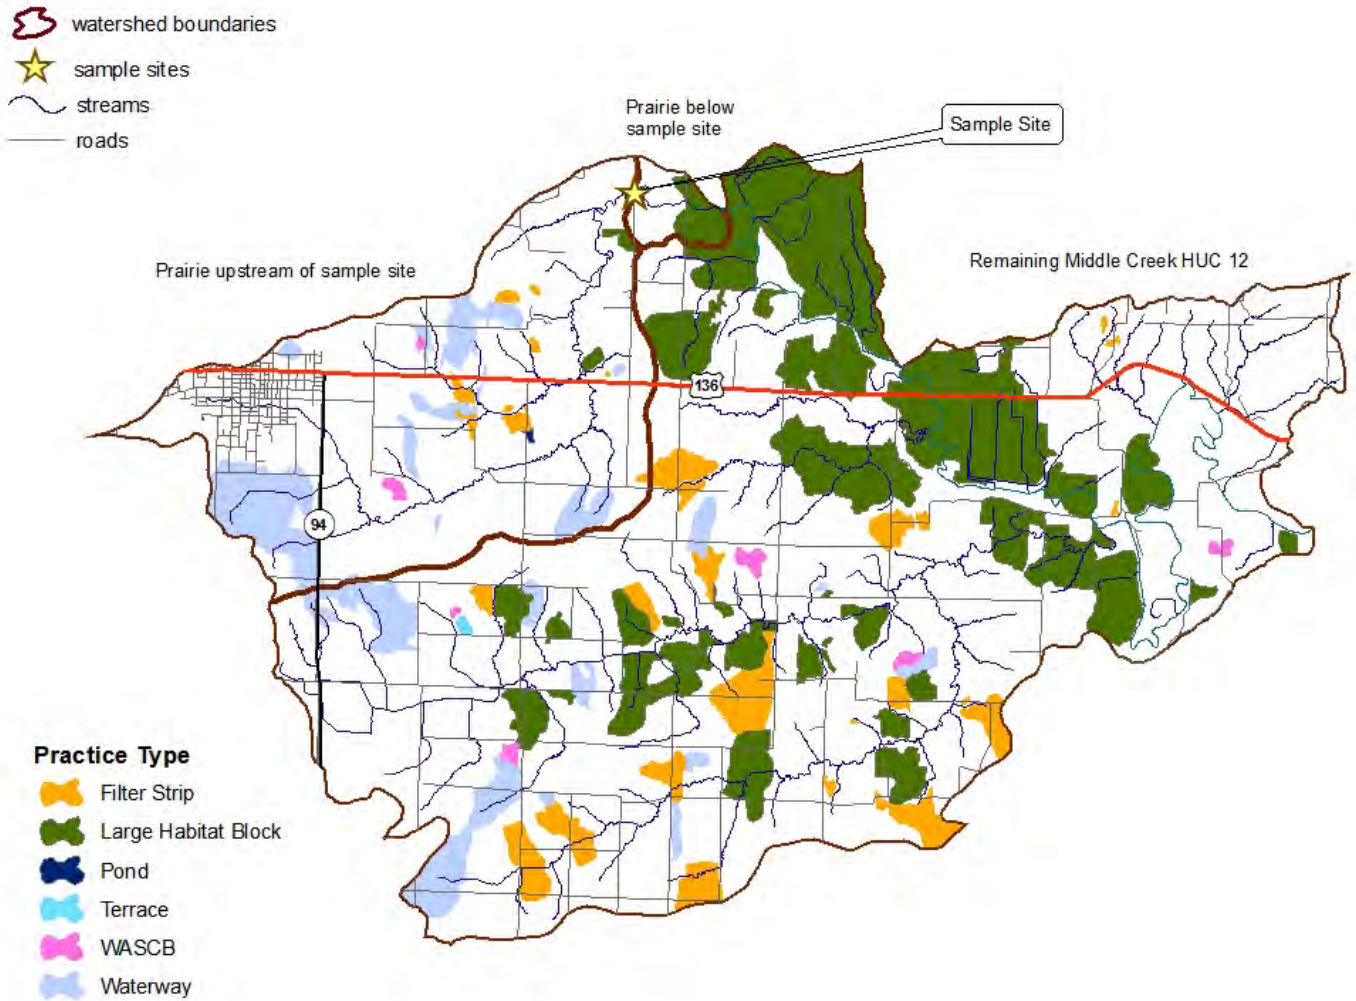 watershed boundaries
sample sites
streams
roads
Prairie below
sample site
Sample Site
Prairie upstream of sample site
Remaining Middle Creek HUC 12
136
94
Practice Type
Filter Strip
Large Habitat Block
Pond
Terrace
WASCB
Waterway